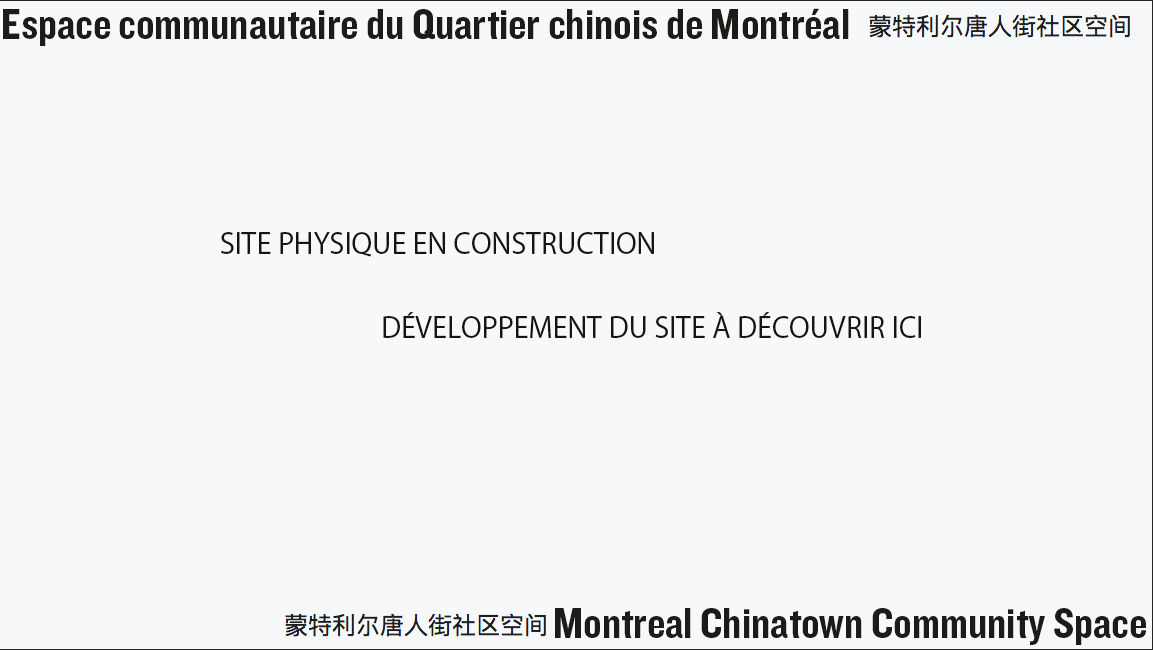 Espace communautaire du Quartier chinois de Montréal 蒙特利尔唐人街社区空间
SITE PHYSIQUE EN CONSTRUCTION
DÉVELOPPEMENT DU SITE À DÉCOUVRIR ICI
蒙特利尔唐人街社区空间 Montreal Chinatown Community Space